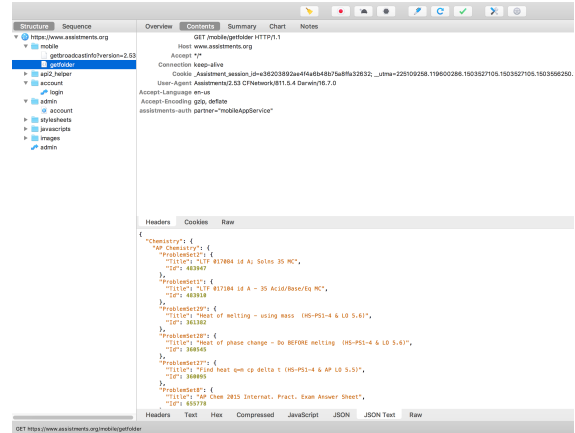 Structure Sequence
Overview Contents Summary Chart Notes
https://www.assistments.org
mobile
getbroadcastinfo?version=2.53
getfolder
api2_helper
account
login
admin
account
stylesheets
javascripts
images
admin
GET /mobile/getfolder HTTP/1.1
Host www.assistments.org
Accept */*
Connection keep-alive
Cookie _Assistment_session_id=e36203892ae4f4a6b48b75a8ffa32632; __utma=225109258.119600286.1503527105.1503527105.1503556250.
User-Agent Assistments/2.53 CFNetwork/811.5.4 Darwin/16.7.0
Accept-Language en-us
Accept-Encoding gzip, deflate
assistments-auth partner="mobileAppService"
Headers Cookies Raw
{
"Chemistry": {
"AP Chemistry": {
"ProblemSet2": {
"Title": "LTF 017084 id A; Solns 35 MC",
"Id": 483947
},
"ProblemSet1": {
"Title": "LTF 017104 id A - 35 Acid/Base/Eq MC",
"Id": 483910
},
"ProblemSet29": {
"Title": "Heat of melting - using mass (HS-PS1-4 & LO 5.6)",
"Id": 361382
},
"ProblemSet28": {
"Title": "Heat of phase change - Do BEFORE melting (HS-PS1-4 & LO 5.6)",
"Id": 360545
},
"ProblemSet27": {
"Title": "Find heat q=m cp delta t (HS-PS1-4 & AP LO 5.5)",
"Id": 360095
},
"ProblemSet8": {
"Title": "AP Chem 2015 Internat. Pract. Exam Answer Sheet",
"Id": 655778
Headers Text Hex Compressed JavaScript JSON JSON Text Raw
GET https://www.assistments.org/mobile/getfolder